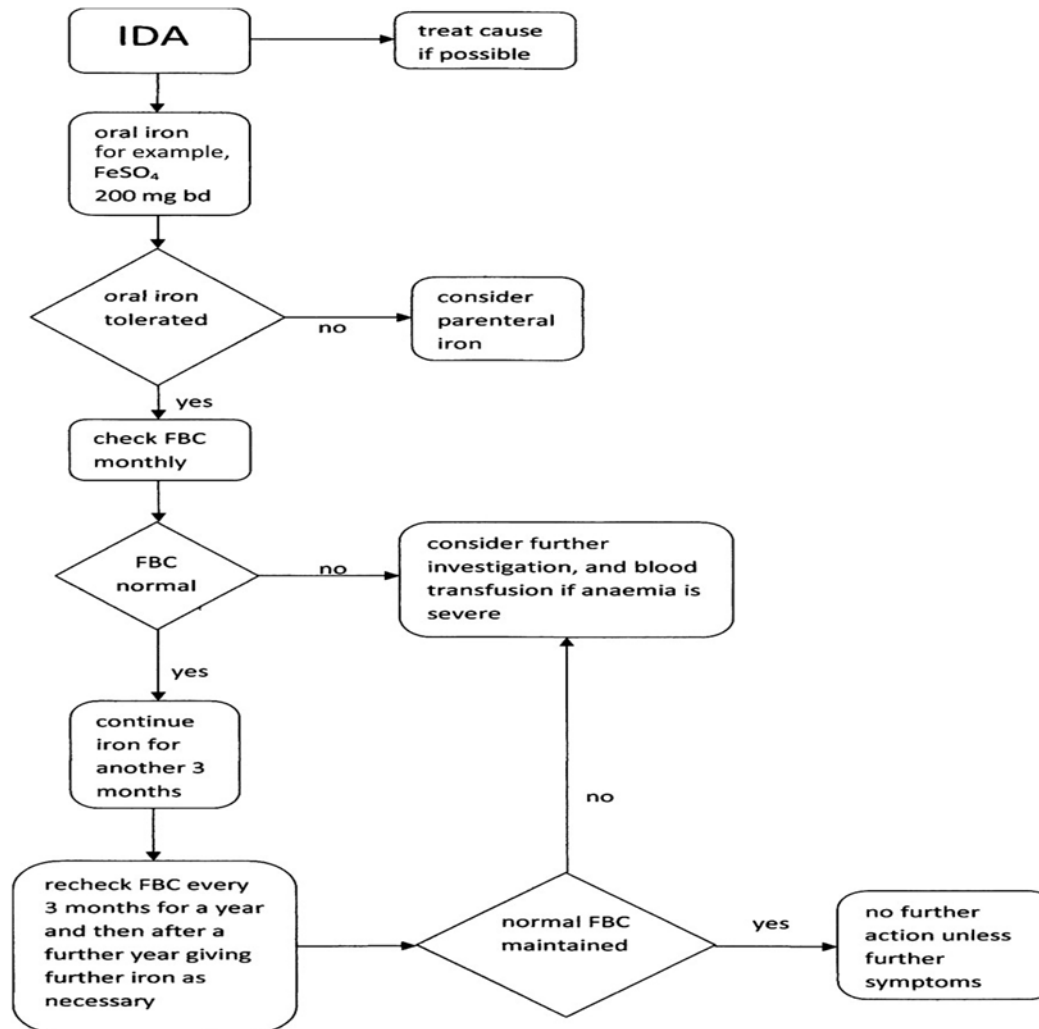 IDA
treat cause
if possible
oral iron
for example,
FeSO₄
200 mg bd
oral iron
tolerated
no
consider
parenteral
iron
yes
check FBC
monthly
FBC
normal
no
consider further
investigation, and blood
transfusion if anaemia is
severe
yes
continue
iron for
another 3
months
no
recheck FBC every
3 months for a year
and then after a
further year giving
further iron as
necessary
normal FBC
maintained
yes
no further
action unless
further
symptoms